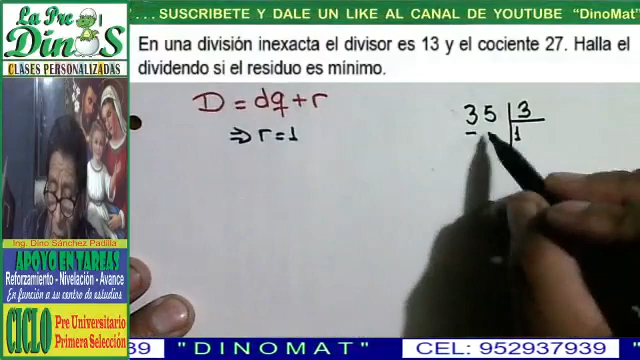 La Pre
DinoS
CLASES PERSONALIZADAS
... SUSCRIBETE Y DALE UN LIKE AL CANAL DE YOUTUBE "DinoMat
En una división inexacta el divisor es 13 y el cociente 27. Halla el
dividendo si el residuo es mínimo.
D = dq + r
⇒ r = 1
35 3
- 1
Ing. Dino Sánchez Padilla
APOYO EN TAREAS
Reforzamiento - Nivelación - Avance
En función a su centro de estudios
CICLO Pre Universitario
Primera Selección
39 "DINOMAT" CEL: 952937939